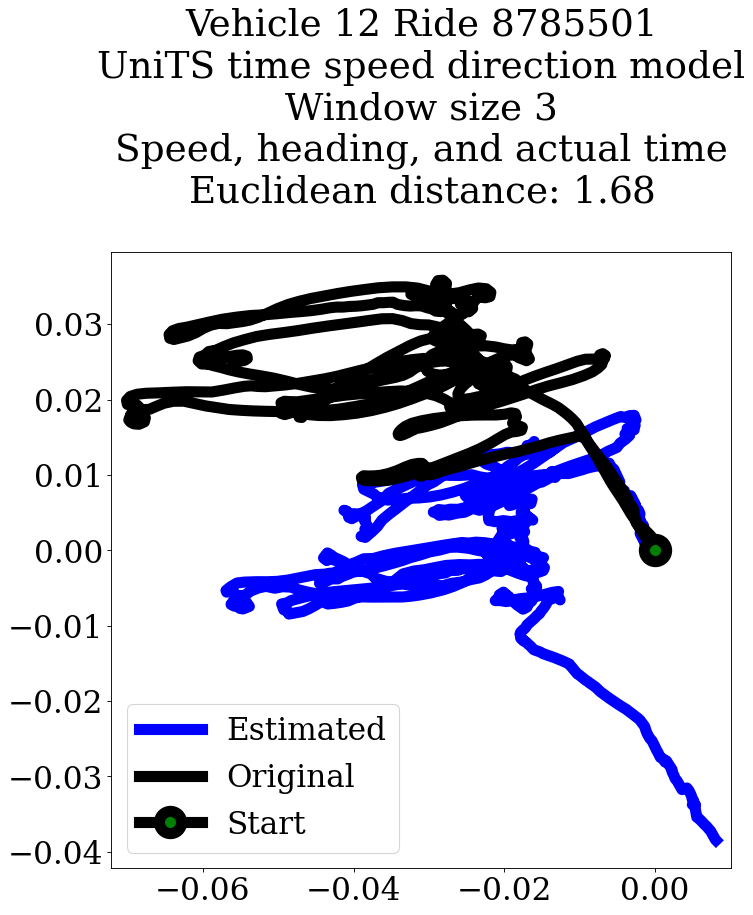 Vehicle 12 Ride 8785501
UniTS time speed direction model
Window size 3
Speed, heading, and actual time
Euclidean distance: 1.68
0.03
0.02
0.01
0.00
−0.01
−0.02
−0.03
−0.04
Estimated
Original
Start
−0.06
−0.04
−0.02
0.00